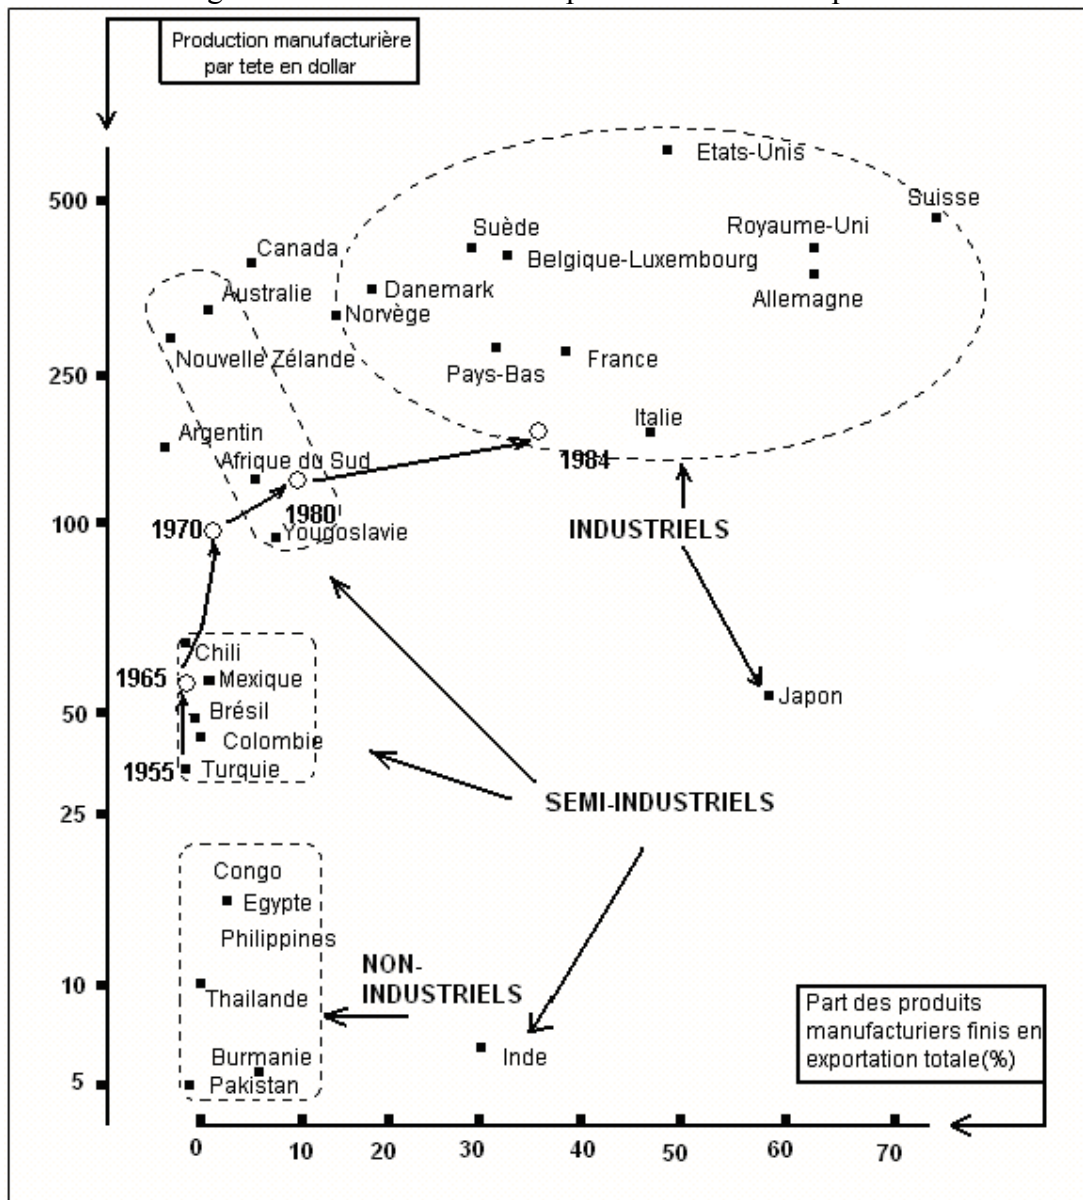 Production manufacturière
par tete en dollar
Etats-Unis
500
Suisse
Suède
Royaume-Uni
Canada
Belgique-Luxembourg
Australie
Danemark
Allemagne
Norvège
Nouvelle Zélande
France
250
Pays-Bas
Italie
Argentin
Afrique du Sud
1984
100
1970
1980
Yougoslavie
INDUSTRIELS
Chili
1965
Mexique
Japon
50
Brésil
Colombie
1955
Turquie
25
SEMI-INDUSTRIELS
Congo
Egypte
Philippines
NON-
INDUSTRIELS
10
Thailande
Part des produits
manufacturiers finis en
exportation totale(%)
Burmanie
Inde
5
Pakistan
0
10
20
30
40
50
60
70